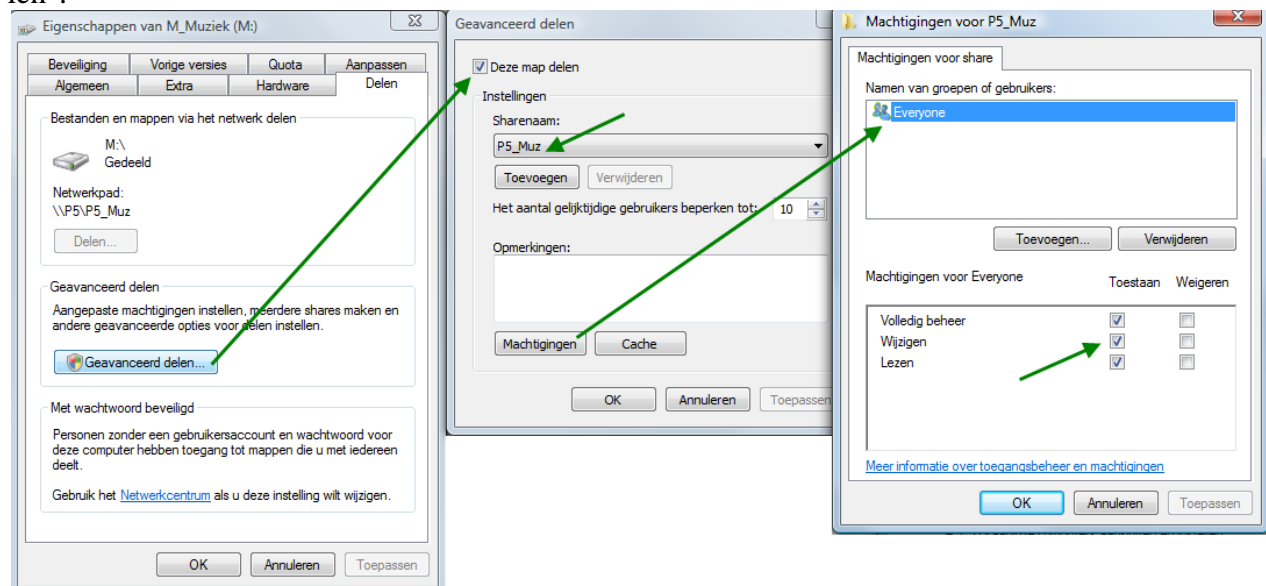 Eigenschappen van M_Muziek (M:)
Beveiliging Vorige versies Quota Aanpassen
Algemeen Extra Hardware Delen
Bestanden en mappen via het netwerk delen
M:\
Gedeeld
Netwerkpad:
\\P5\P5_Muz
Delen...
Geavanceerd delen
Aangepaste machtigingen instellen, meerdere shares maken en
andere geavanceerde opties voor delen instellen.
Geavanceerd delen...
Met wachtwoord beveiligd
Personen zonder een gebruikersaccount en wachtwoord voor
deze computer hebben toegang tot mappen die u met iedereen
deelt.
Gebruik het Netwerkcentrum als u deze instelling wilt wijzigen.
OK Annuleren Toepassen
Geavanceerd delen
Deze map delen
Instellingen
Sharenaam:
P5_Muz
Toevoegen Verwijderen
Het aantal gelijktijdige gebruikers beperken tot: 10
Opmerkingen:
Machtigingen Cache
OK Annuleren Toepassen
Machtigingen voor P5_Muz
Machtigingen voor share
Namen van groepen of gebruikers:
Everyone
Toevoegen... Verwijderen
Machtigingen voor Everyone Toestaan Weigeren
Volledig beheer
Wijzigen
Lezen
Meer informatie over toegangsbeheer en machtigingen
OK Annuleren Toepassen